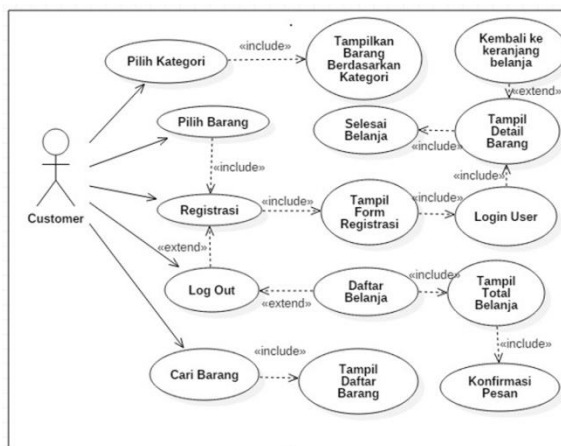 Pilih Kategori
«include»
Tampilkan
Barang
Berdasarkan
Kategori
Kembali ke
keranjang
belanja
«extend»
Pilih Barang
«include»
Selesai
Belanja
«include»
Tampil
Detail
Barang
«include»
Customer
Registrasi
«include»
Tampil
Form
Registrasi
«include»
Login User
«extend»
Log Out
«extend»
Daftar
Belanja
«include»
Tampil
Total
Belanja
«include»
Cari Barang
«include»
Tampil
Daftar
Barang
Konfirmasi
Pesan